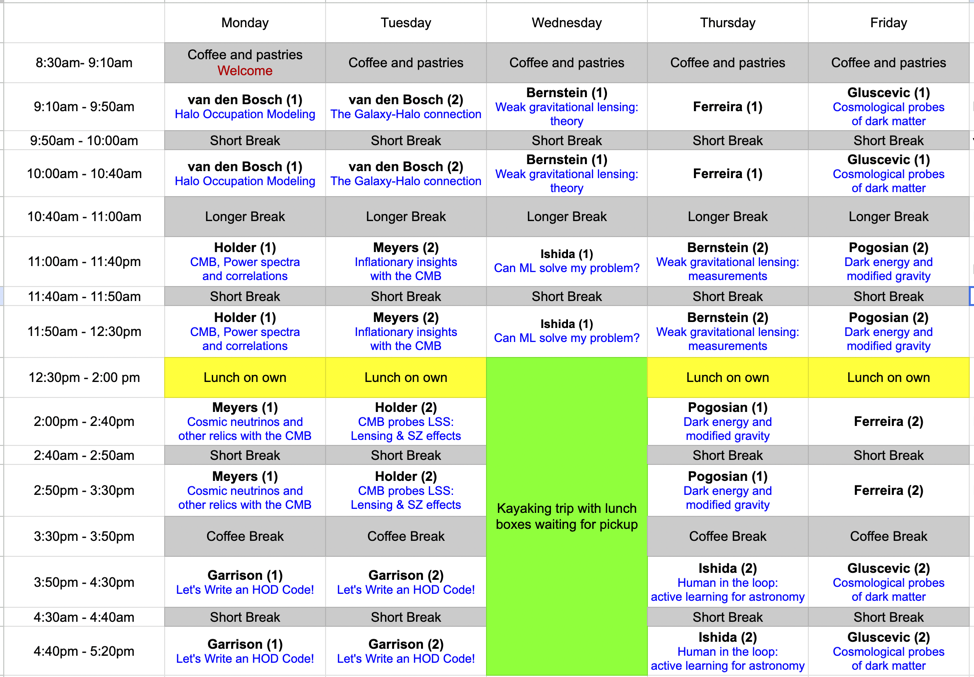 Monday Tuesday Wednesday Thursday Friday
8:30am- 9:10am
Coffee and pastries
Welcome
Coffee and pastries
Coffee and pastries
Coffee and pastries
Coffee and pastries
9:10am - 9:50am
van den Bosch (1)
Halo Occupation Modeling
van den Bosch (2)
The Galaxy-Halo connection
Bernstein (1)
Weak gravitational lensing:
theory
Ferreira (1)
Gluscevic (1)
Cosmological probes
of dark matter
9:50am - 10:00am
Short Break
Short Break
Short Break
Short Break
Short Break
10:00am - 10:40am
van den Bosch (1)
Halo Occupation Modeling
van den Bosch (2)
The Galaxy-Halo connection
Bernstein (1)
Weak gravitational lensing:
theory
Ferreira (1)
Gluscevic (1)
Cosmological probes
of dark matter
10:40am - 11:00am
Longer Break
Longer Break
Longer Break
Longer Break
Longer Break
11:00am - 11:40pm
Holder (1)
CMB, Power spectra
and correlations
Meyers (2)
Inflationary insights
with the CMB
Ishida (1)
Can ML solve my problem?
Bernstein (2)
Weak gravitational lensing:
measurements
Pogosian (2)
Dark energy and
modified gravity
11:40am - 11:50am
Short Break
Short Break
Short Break
Short Break
Short Break
11:50am - 12:30pm
Holder (1)
CMB, Power spectra
and correlations
Meyers (2)
Inflationary insights
with the CMB
Ishida (1)
Can ML solve my problem?
Bernstein (2)
Weak gravitational lensing:
measurements
Pogosian (2)
Dark energy and
modified gravity
12:30pm - 2:00 pm
Lunch on own
Lunch on own
Lunch on own
Lunch on own
2:00pm - 2:40pm
Meyers (1)
Cosmic neutrinos and
other relics with the CMB
Holder (2)
CMB probes LSS:
Lensing & SZ effects
Pogosian (1)
Dark energy and
modified gravity
Ferreira (2)
2:40am - 2:50am
Short Break
Short Break
Short Break
Short Break
2:50pm - 3:30pm
Meyers (1)
Cosmic neutrinos and
other relics with the CMB
Holder (2)
CMB probes LSS:
Lensing & SZ effects
Kayaking trip with lunch
boxes waiting for pickup
Pogosian (1)
Dark energy and
modified gravity
Ferreira (2)
3:30pm - 3:50pm
Coffee Break
Coffee Break
Coffee Break
Coffee Break
3:50pm - 4:30pm
Garrison (1)
Let's Write an HOD Code!
Garrison (2)
Let's Write an HOD Code!
Ishida (2)
Human in the loop:
active learning for astronomy
Gluscevic (2)
Cosmological probes
of dark matter
4:30am - 4:40am
Short Break
Short Break
Short Break
Short Break
4:40pm - 5:20pm
Garrison (1)
Let's Write an HOD Code!
Garrison (2)
Let's Write an HOD Code!
Ishida (2)
Human in the loop:
active learning for astronomy
Gluscevic (2)
Cosmological probes
of dark matter